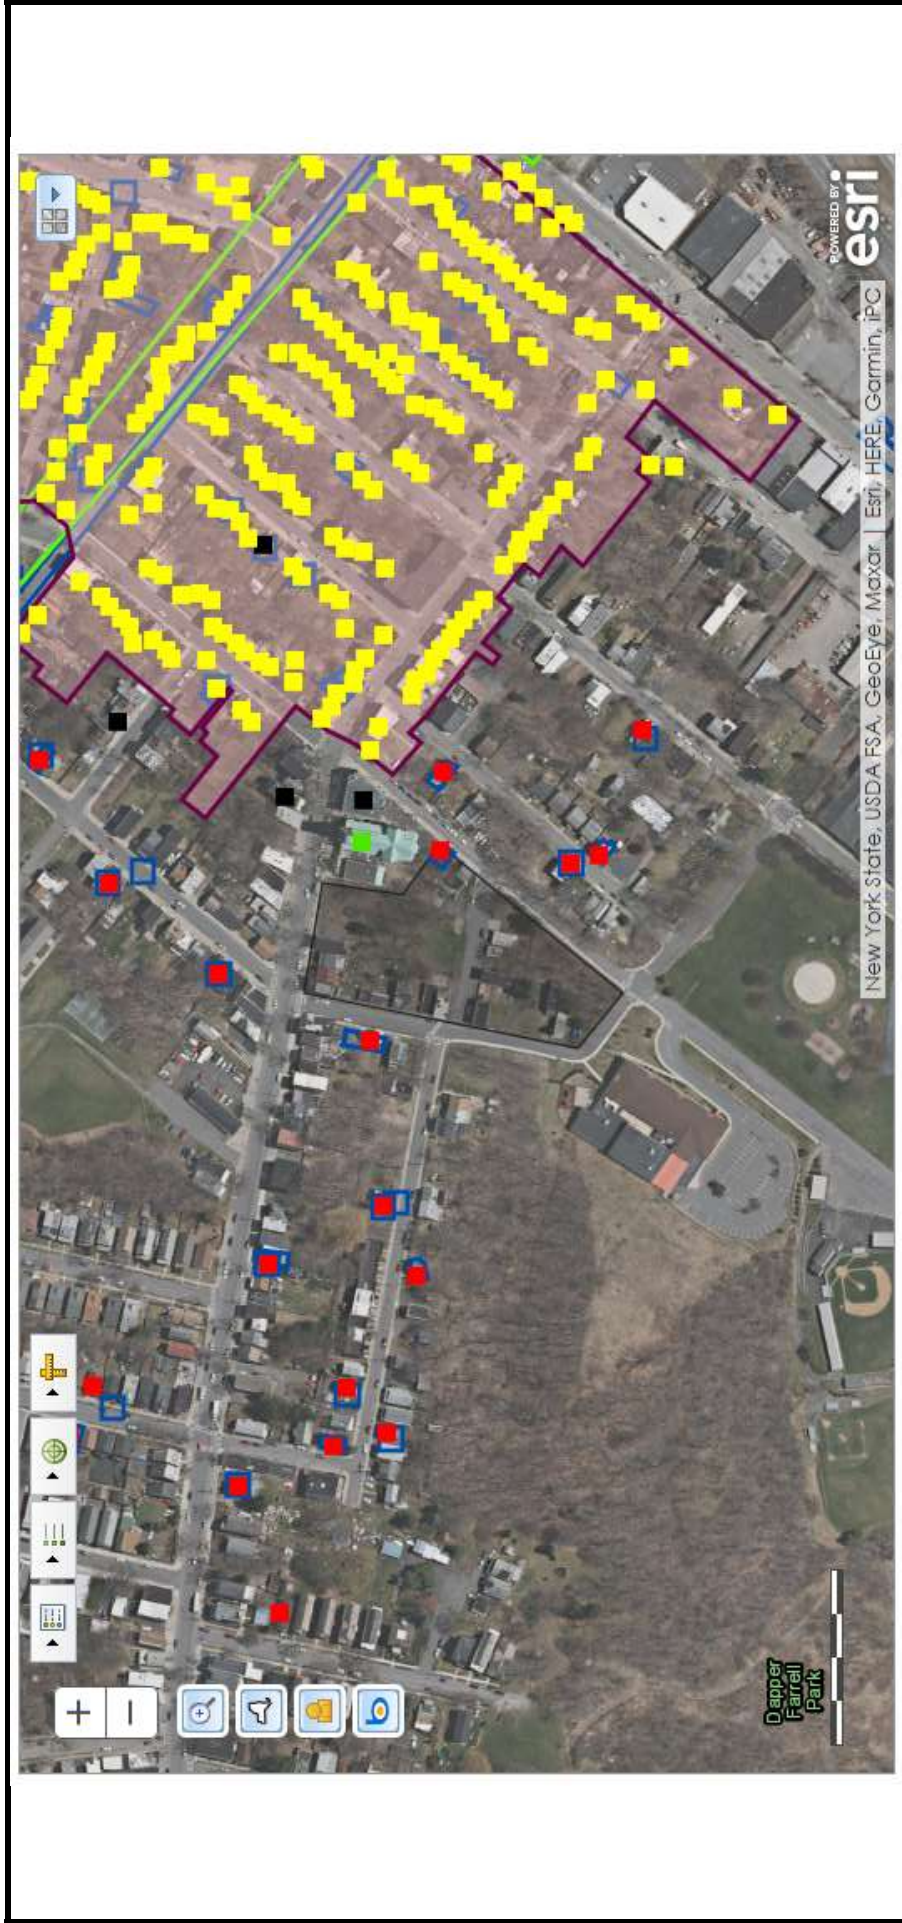 Dapper
Farrell
Park
POWERED BY
esri
New York State, USDA FSA, GeoEye, Maxar | Esri, HERE, Garmin, iPC